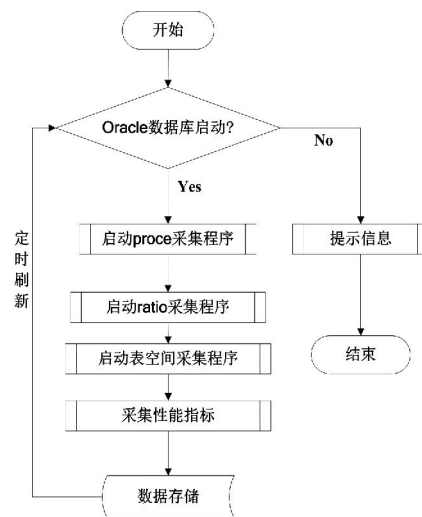 开始
Oracle数据库启动?
No
Yes
启动proce采集程序
提示信息
定时刷新
启动ratio采集程序
启动表空间采集程序
结束
采集性能指标
数据存储